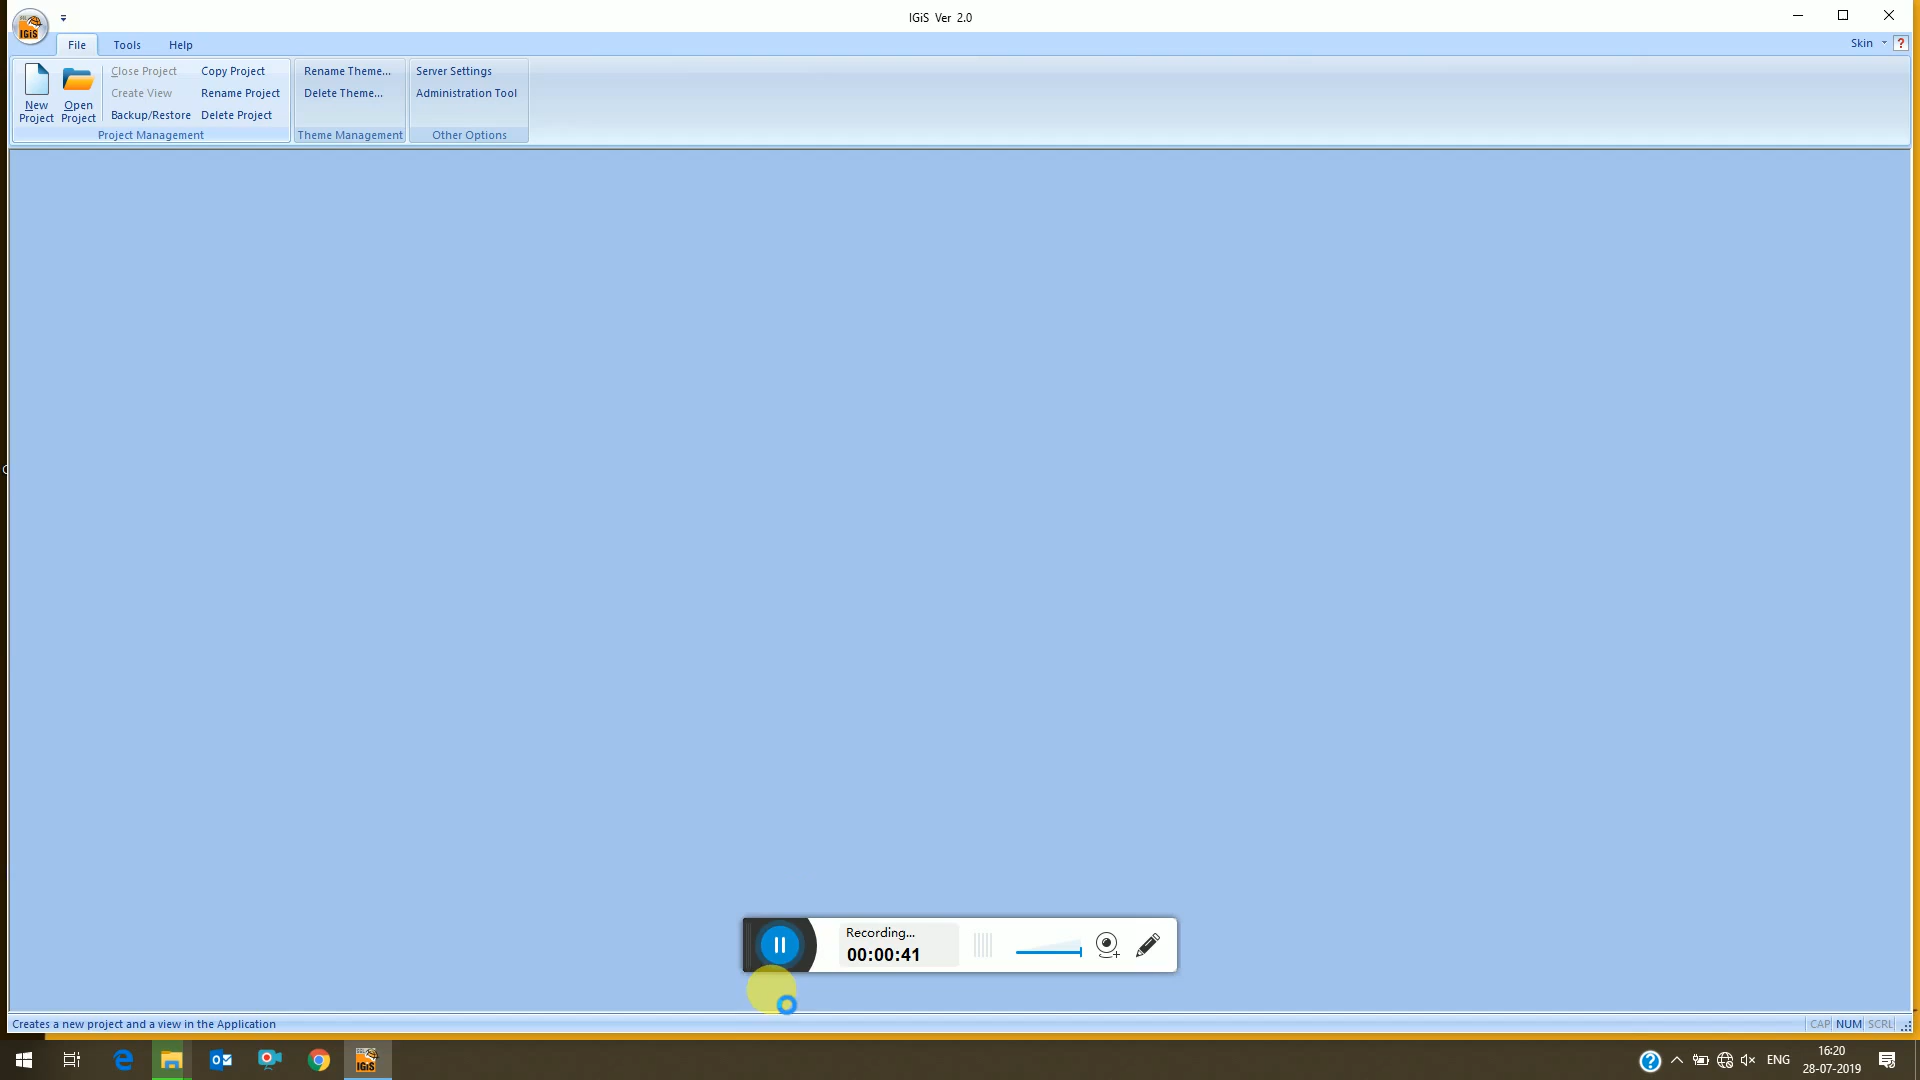 IGiS Ver 2.0
IGiS
File Tools Help
Skin ?
New Project
Open Project
Close Project
Create View
Backup/Restore
Copy Project
Rename Project
Delete Project
Project Management
Rename Theme...
Delete Theme...
Theme Management
Server Settings
Administration Tool
Other Options
Recording...
00:00:41
Creates a new project and a view in the Application
CAP NUM SCRL
IGiS
ENG
16:20
28-07-2019